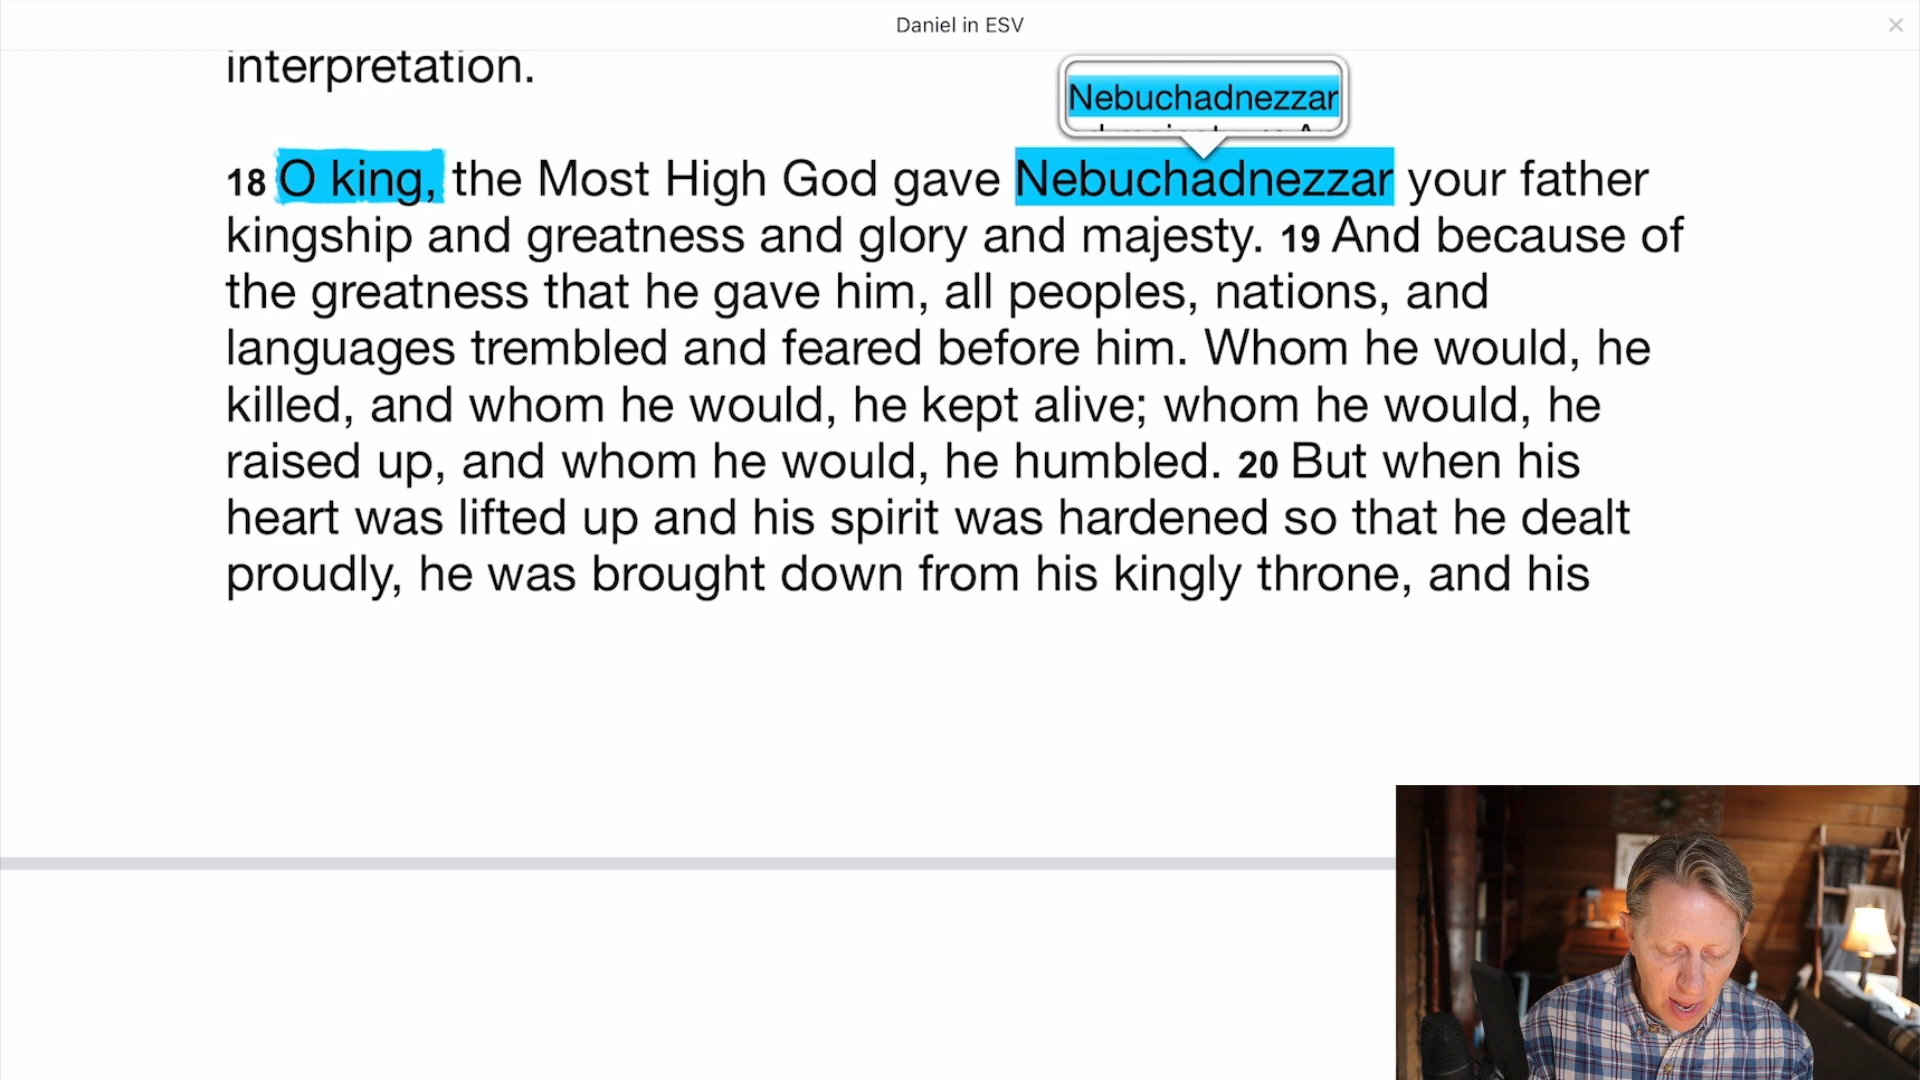 Daniel in ESV
interpretation.
Nebuchadnezzar
18 O king, the Most High God gave Nebuchadnezzar your father
kingship and greatness and glory and majesty. 19 And because of
the greatness that he gave him, all peoples, nations, and
languages trembled and feared before him. Whom he would, he
killed, and whom he would, he kept alive; whom he would, he
raised up, and whom he would, he humbled. 20 But when his
heart was lifted up and his spirit was hardened so that he dealt
proudly, he was brought down from his kingly throne, and his